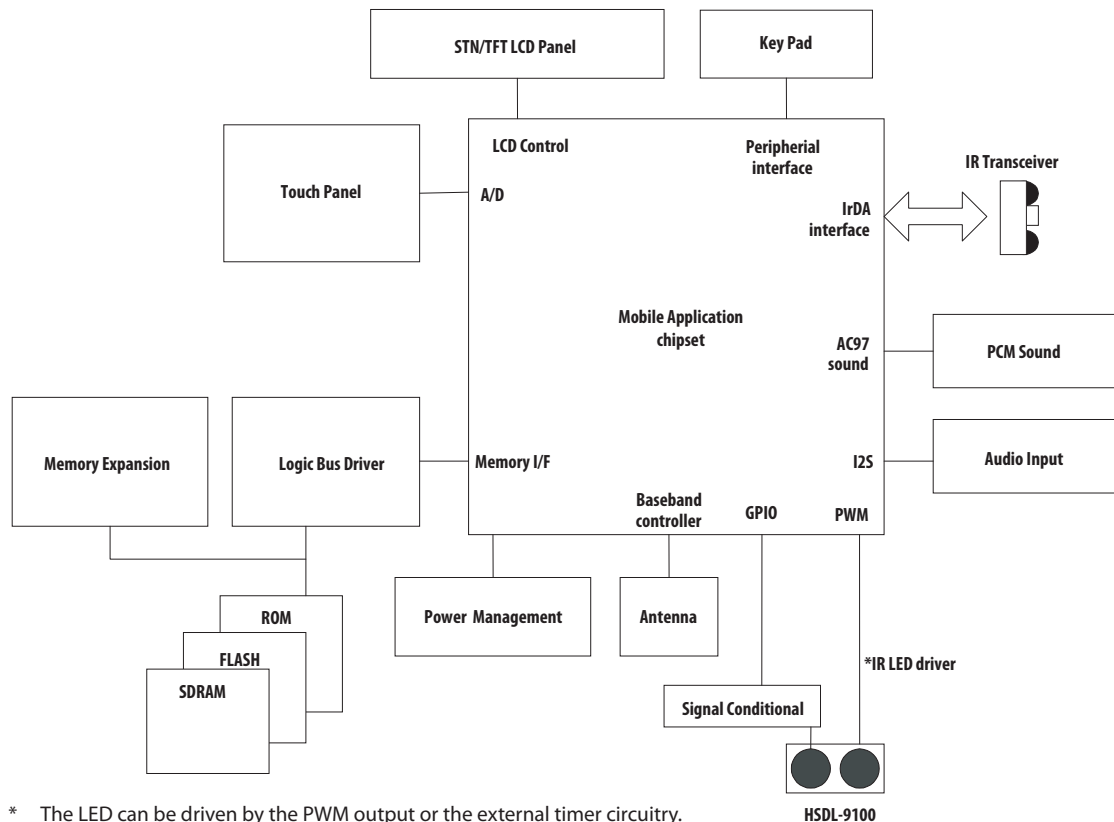 STN/TFT LCD Panel
Key Pad
LCD Control
Peripherial
interface
IR Transceiver
Touch Panel
A/D
IrDA
interface
Mobile Application
chipset
AC97
sound
PCM Sound
Memory Expansion
Logic Bus Driver
Memory I/F
I2S
Audio Input
Baseband
controller
GPIO
PWM
Power Management
Antenna
ROM
FLASH
SDRAM
*IR LED driver
Signal Conditional
HSDL-9100
* The LED can be driven by the PWM output or the external timer circuitry.